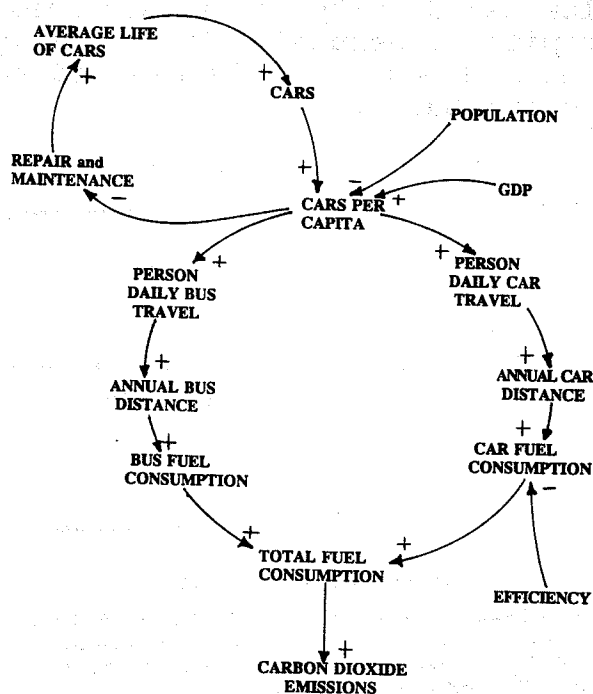 AVERAGE LIFE
OF CARS
+
+
CARS
POPULATION
REPAIR and
MAINTENANCE
−
+
−
+
GDP
CARS PER
CAPITA
+
PERSON
DAILY BUS
TRAVEL
+
PERSON
DAILY CAR
TRAVEL
+
ANNUAL BUS
DISTANCE
+
ANNUAL CAR
DISTANCE
+
BUS FUEL
CONSUMPTION
+
CAR FUEL
CONSUMPTION
−
+
+
TOTAL FUEL
CONSUMPTION
EFFICIENCY
+
CARBON DIOXIDE
EMISSIONS